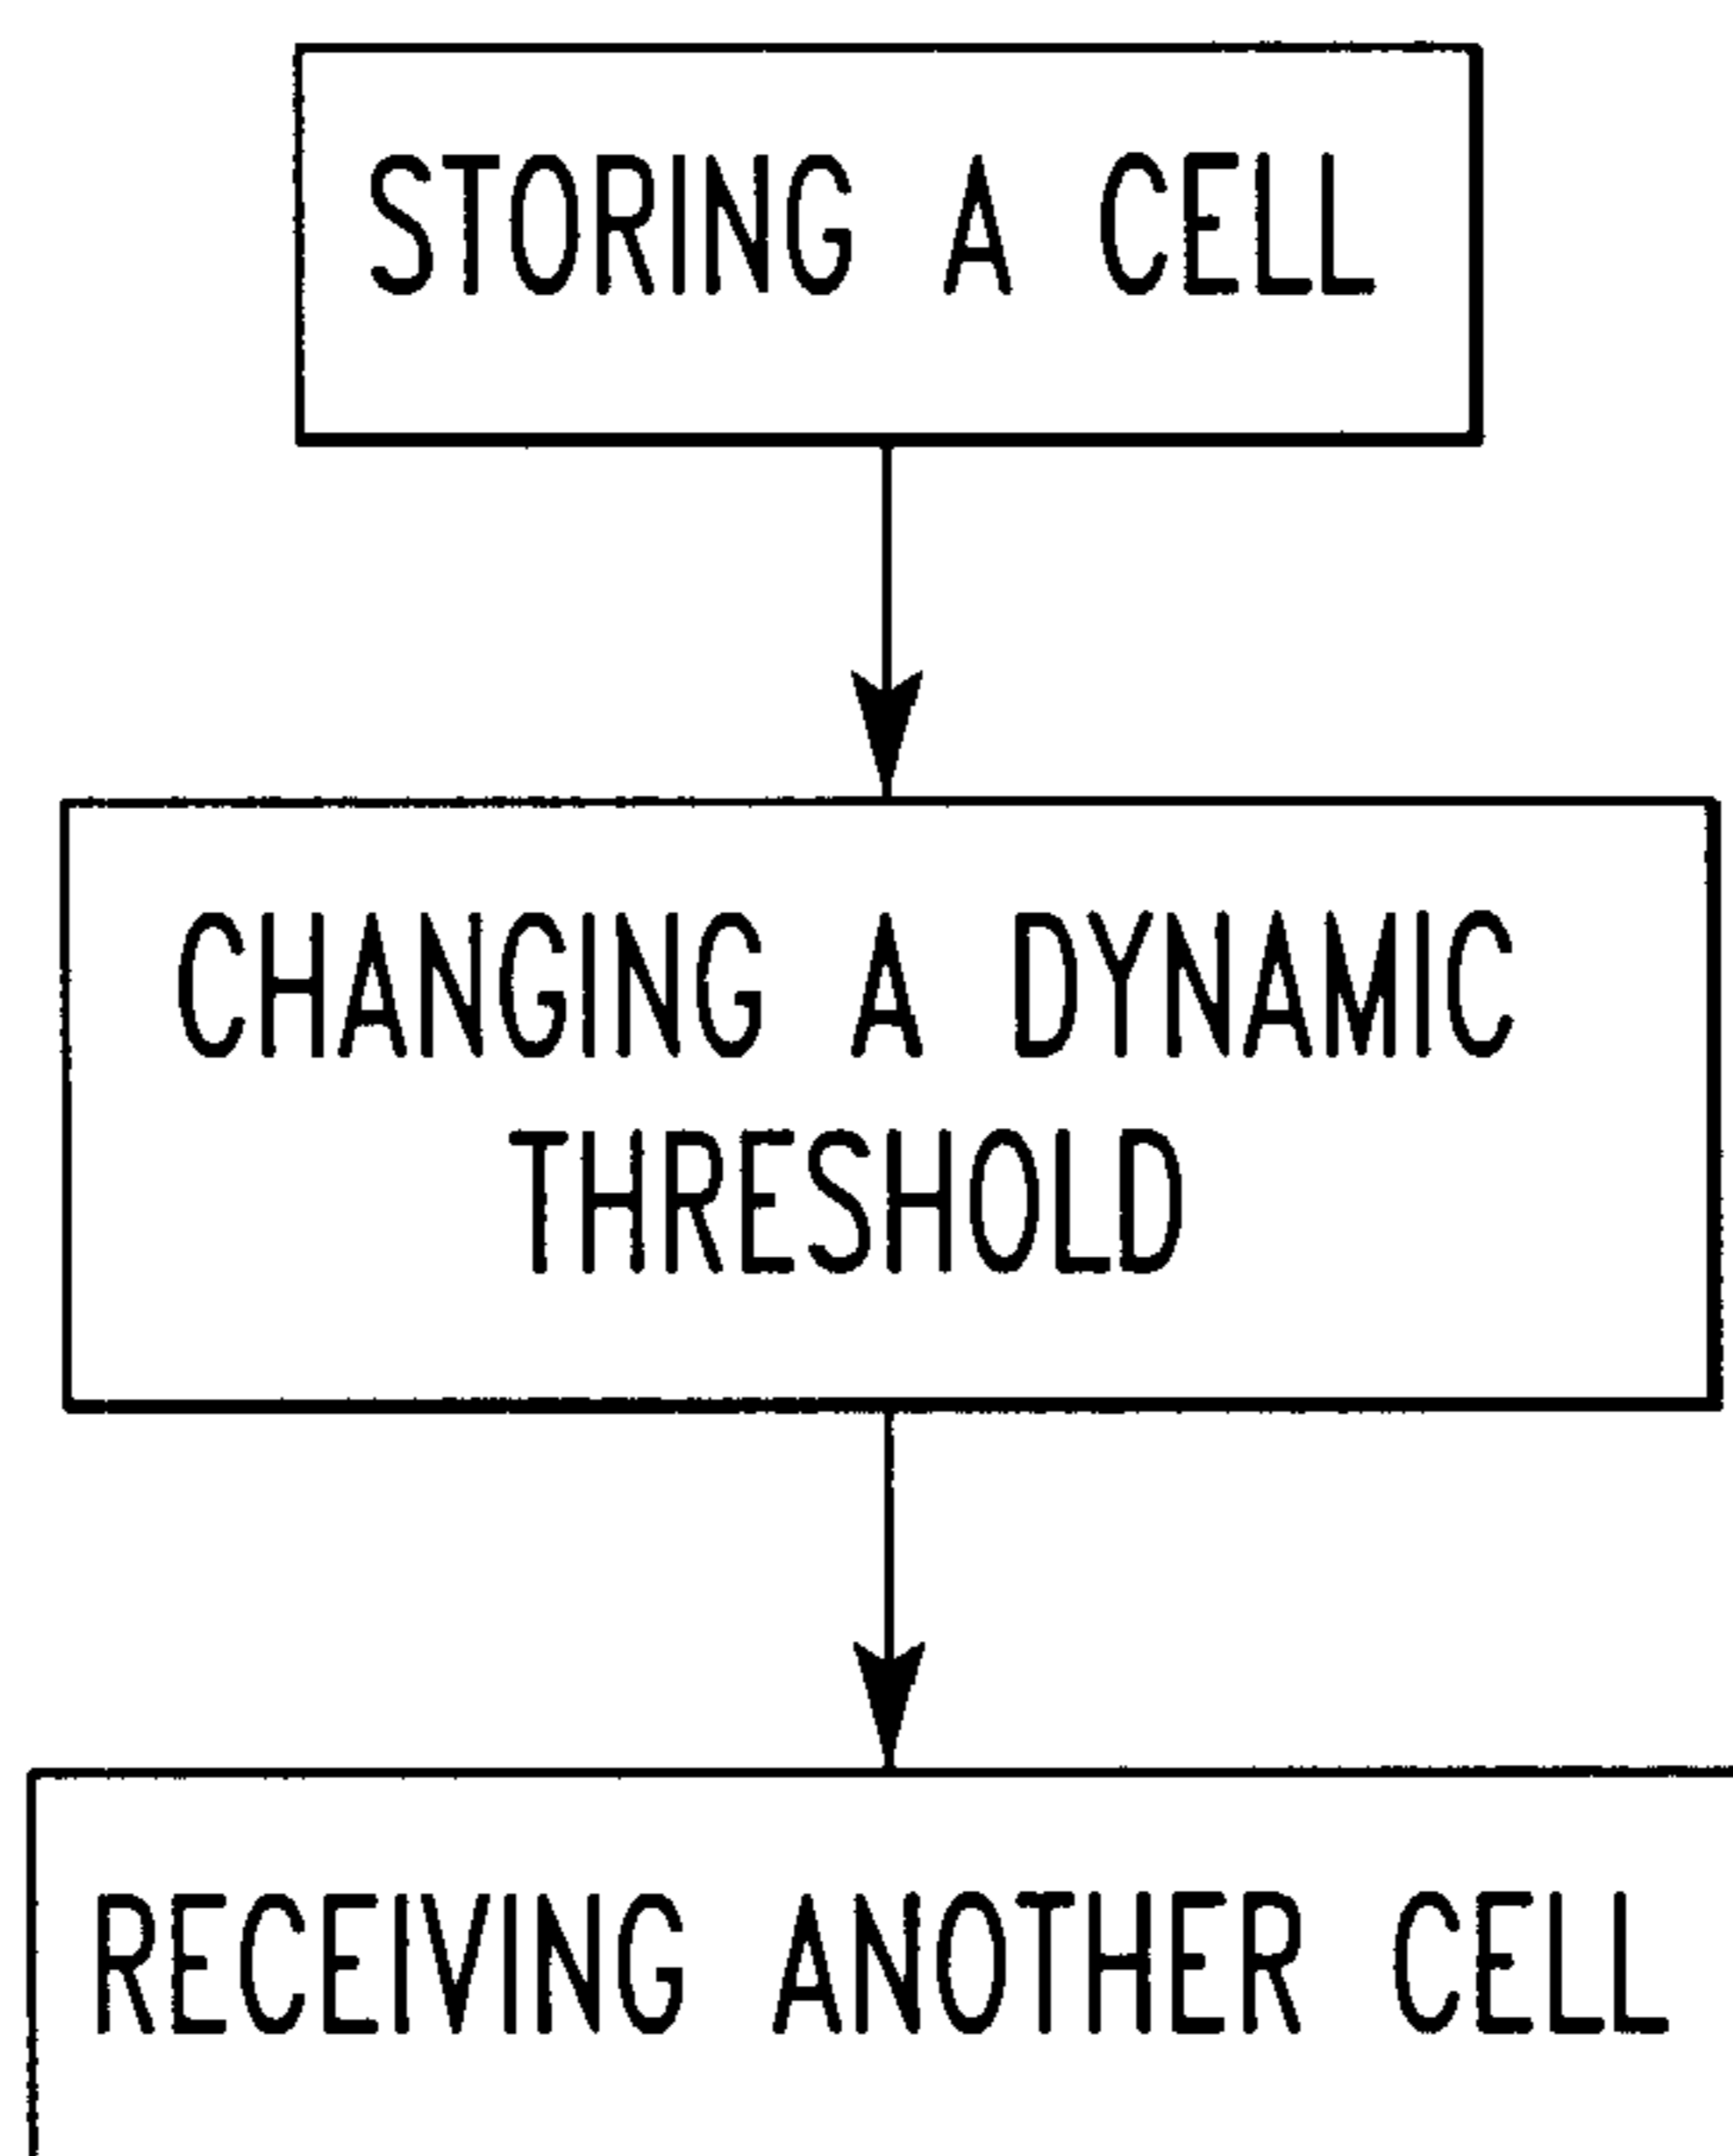 STORING A CELL
CHANGING A DYNAMIC
THRESHOLD
RECEIVING ANOTHER CELL